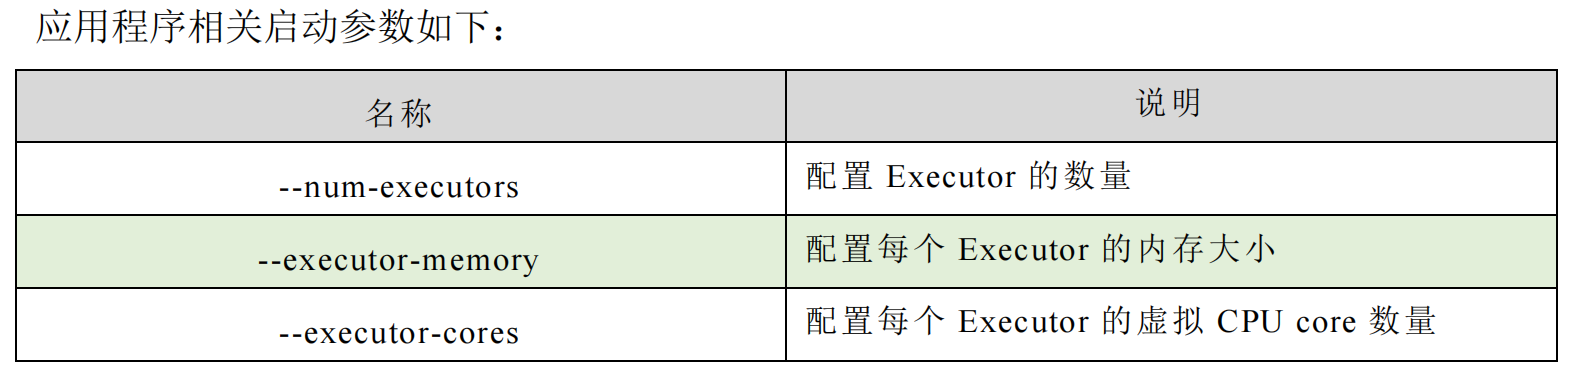 应用程序相关启动参数如下：
名称 说明
--num-executors 配置 Executor 的数量
--executor-memory 配置每个 Executor 的内存大小
--executor-cores 配置每个 Executor 的虚拟 CPU core 数量